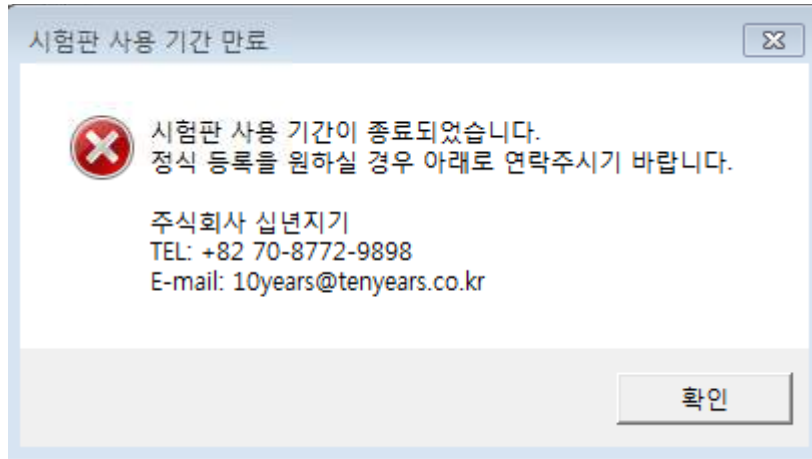 시험판 사용 기간 만료
시험판 사용 기간이 종료되었습니다.
정식 등록을 원하실 경우 아래로 연락주시기 바랍니다.
주식회사 십년지기
TEL: +82 70-8772-9898
E-mail: 10years@tenyears.co.kr
확인